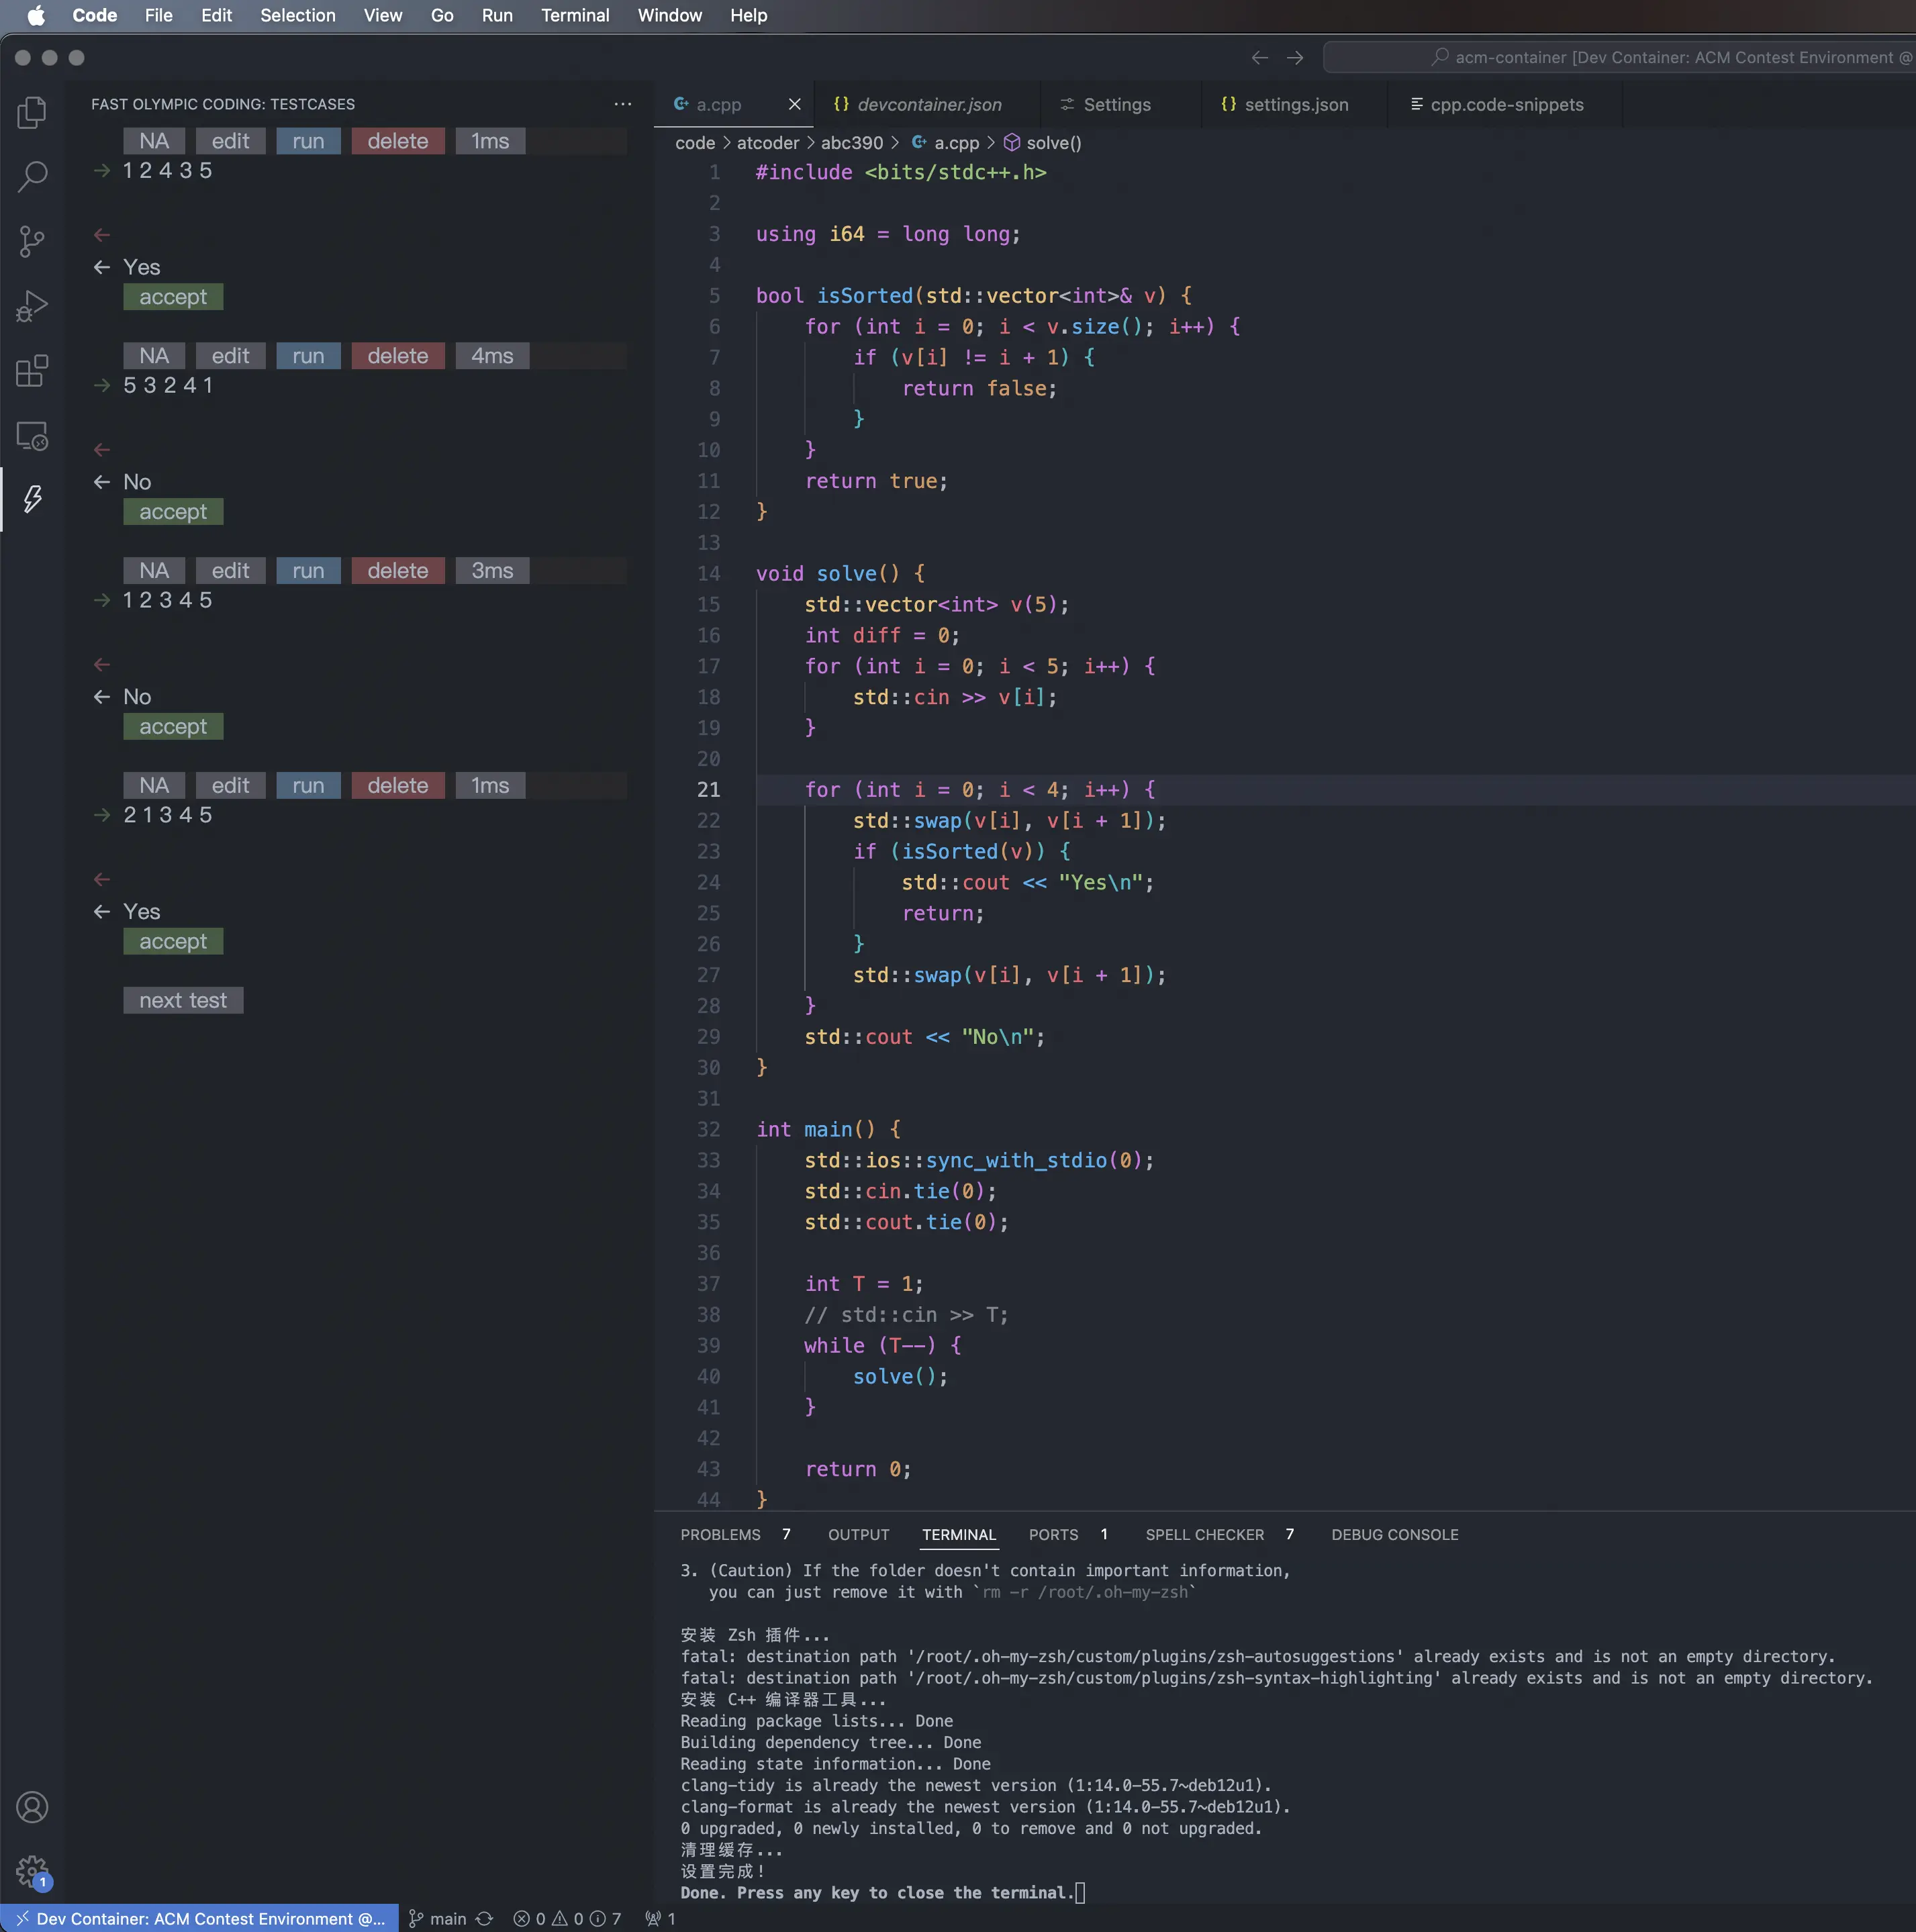 Code File Edit Selection View Go Run Terminal Window Help
acm-container [Dev Container: ACM Contest Environment @
FAST OLYMPIC CODING: TESTCASES
NA edit run delete 1ms
1 2 4 3 5
Yes
accept
NA edit run delete 4ms
5 3 2 4 1
No
accept
NA edit run delete 3ms
1 2 3 4 5
No
accept
NA edit run delete 1ms
2 1 3 4 5
Yes
accept
next test
a.cpp devcontainer.json Settings settings.json cpp.code-snippets
code > atcoder > abc390 > a.cpp > solve()
1 #include <bits/stdc++.h>
2
3 using i64 = long long;
4
5 bool isSorted(std::vector<int>& v) {
6 for (int i = 0; i < v.size(); i++) {
7 if (v[i] != i + 1) {
8 return false;
9 }
10 }
11 return true;
12 }
13
14 void solve() {
15 std::vector<int> v(5);
16 int diff = 0;
17 for (int i = 0; i < 5; i++) {
18 std::cin >> v[i];
19 }
20
21 for (int i = 0; i < 4; i++) {
22 std::swap(v[i], v[i + 1]);
23 if (isSorted(v)) {
24 std::cout << "Yes\n";
25 return;
26 }
27 std::swap(v[i], v[i + 1]);
28 }
29 std::cout << "No\n";
30 }
31
32 int main() {
33 std::ios::sync_with_stdio(0);
34 std::cin.tie(0);
35 std::cout.tie(0);
36
37 int T = 1;
38 // std::cin >> T;
39 while (T--) {
40 solve();
41 }
42
43 return 0;
44 }
PROBLEMS 7 OUTPUT TERMINAL PORTS 1 SPELL CHECKER 7 DEBUG CONSOLE
3. (Caution) If the folder doesn't contain important information,
you can just remove it with `rm -r /root/.oh-my-zsh`
安装 Zsh 插件...
fatal: destination path '/root/.oh-my-zsh/custom/plugins/zsh-autosuggestions' already exists and is not an empty directory.
fatal: destination path '/root/.oh-my-zsh/custom/plugins/zsh-syntax-highlighting' already exists and is not an empty directory.
安装 C++ 编译器工具...
Reading package lists... Done
Building dependency tree... Done
Reading state information... Done
clang-tidy is already the newest version (1:14.0-55.7~deb12u1).
clang-format is already the newest version (1:14.0-55.7~deb12u1).
0 upgraded, 0 newly installed, 0 to remove and 0 not upgraded.
清理缓存...
设置完成！
Done. Press any key to close the terminal.
1
Dev Container: ACM Contest Environment @... main 0 0 7 1